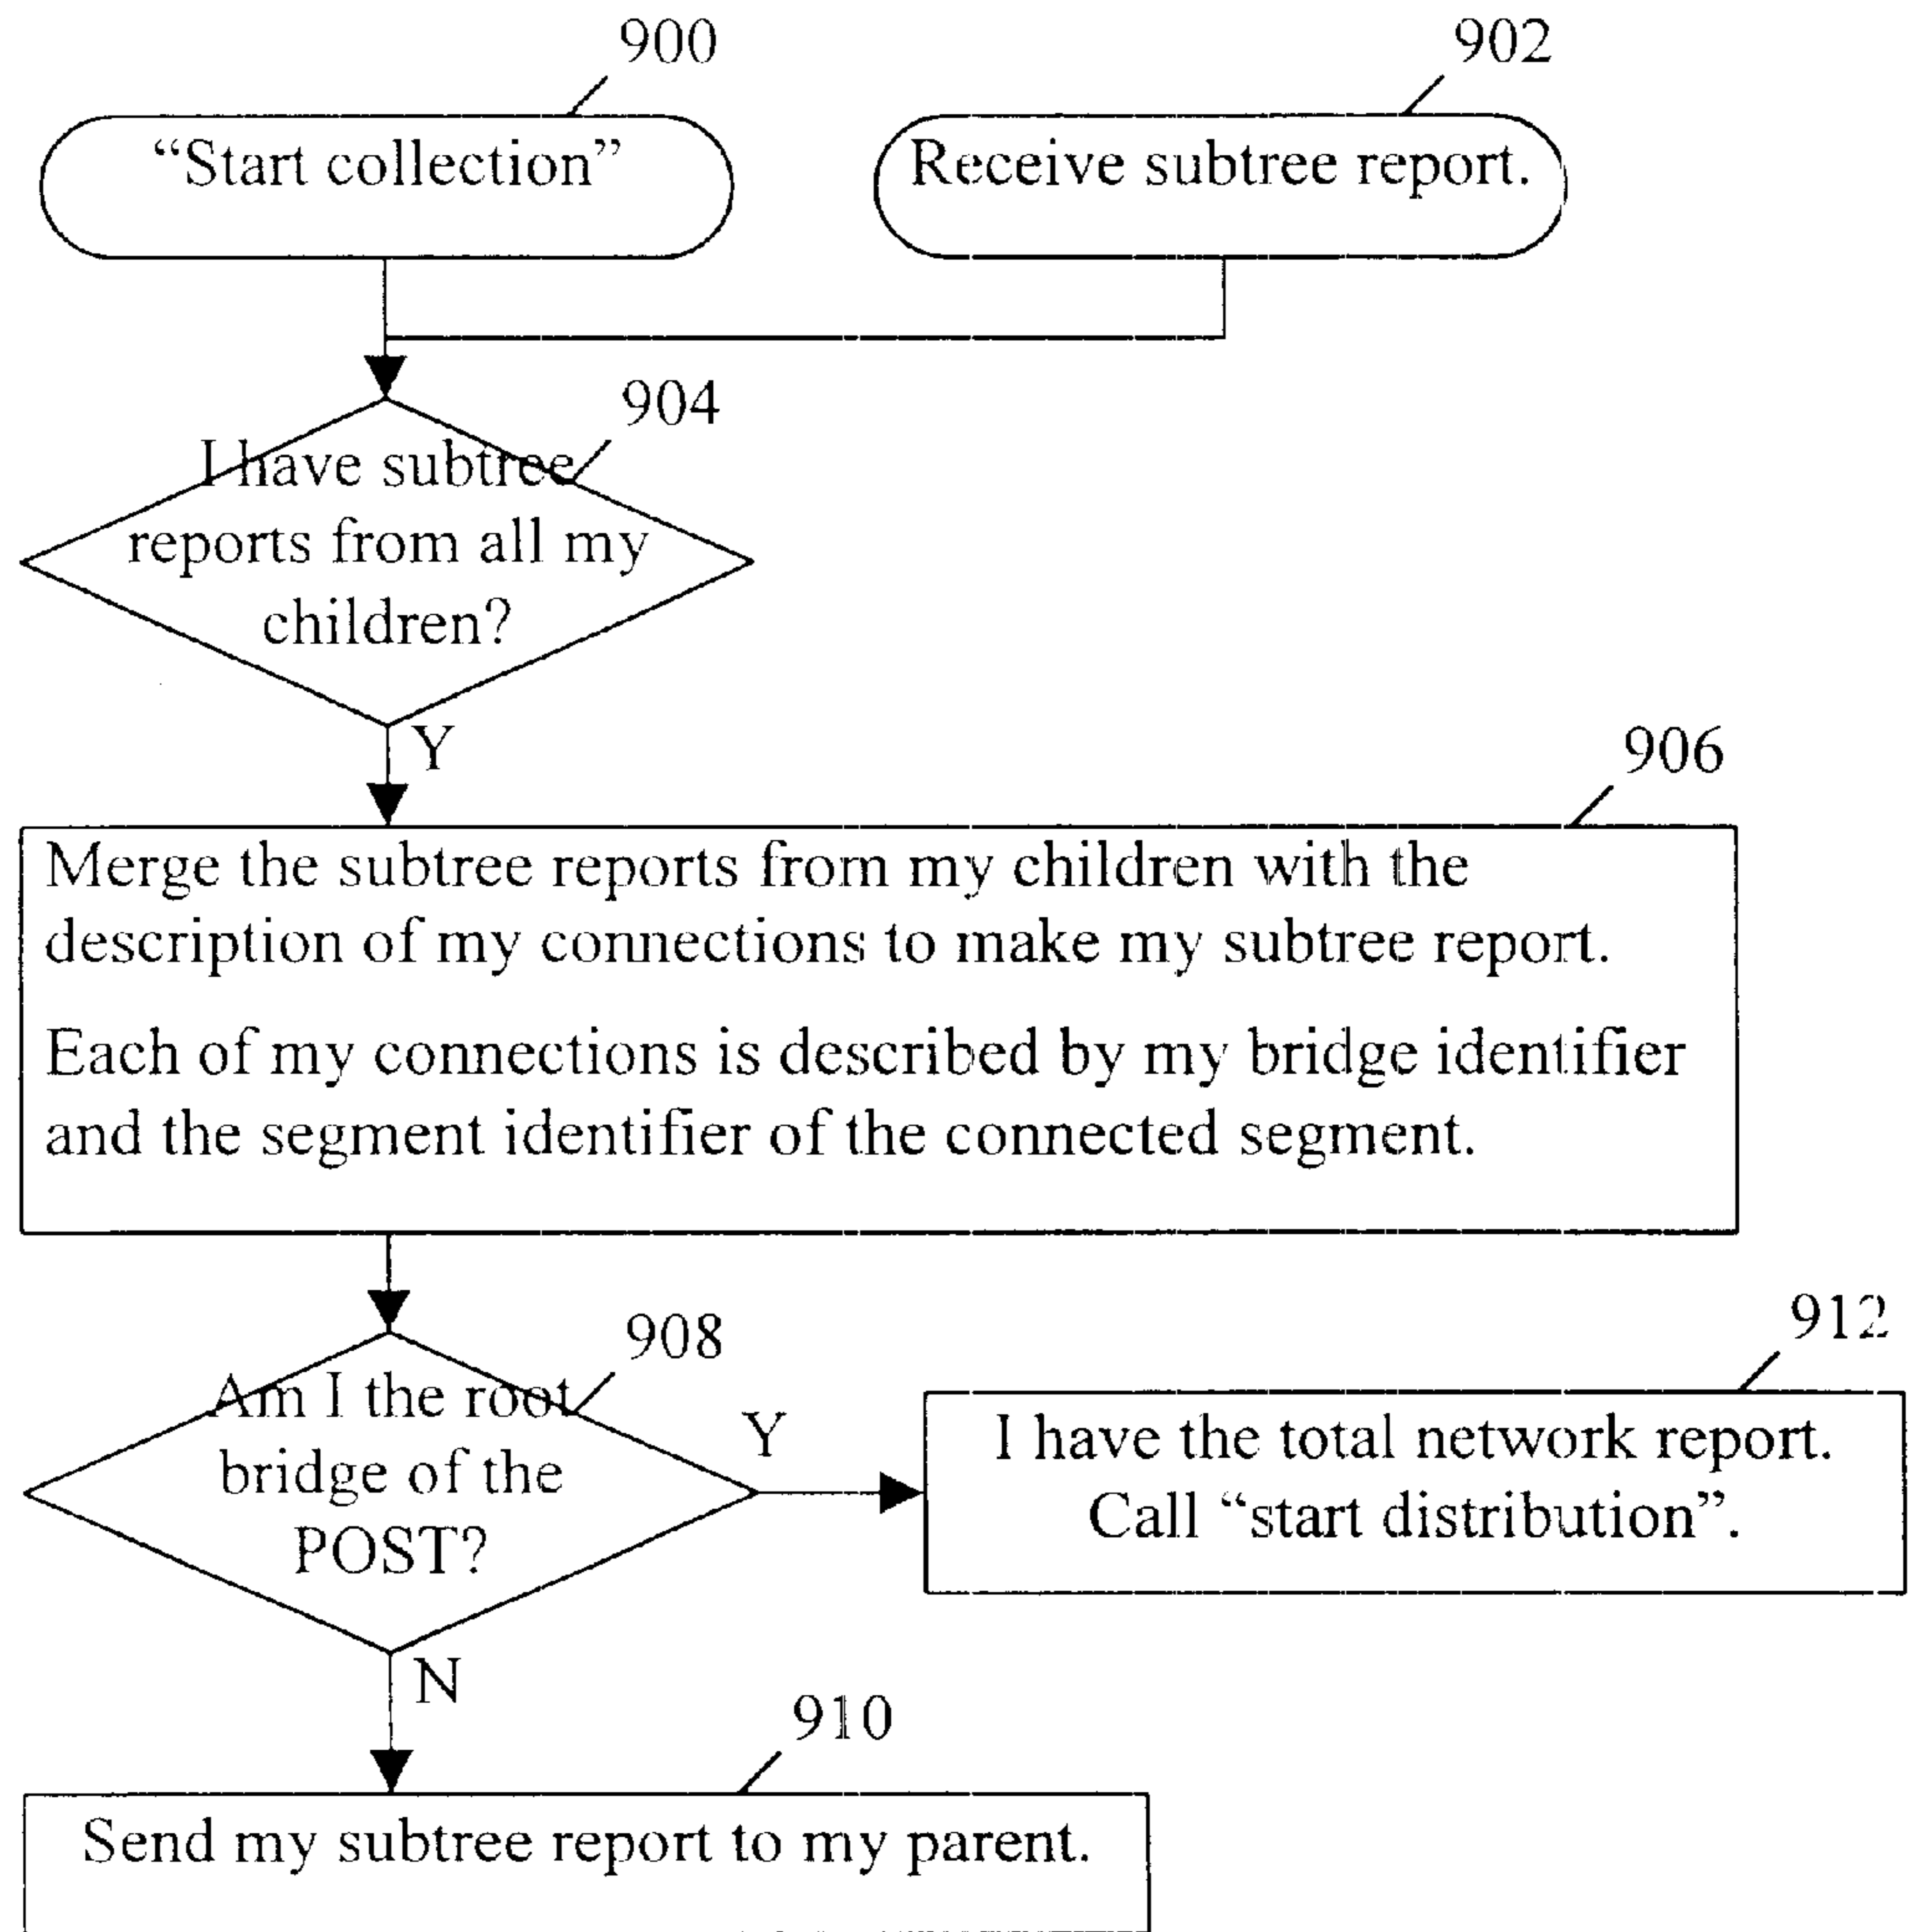 900
902
“Start collection”
Receive subtree report.
904
I have subtree
reports from all my
children?
Y
906
Merge the subtree reports from my children with the
description of my connections to make my subtree report.
Each of my connections is described by my bridge identifier
and the segment identifier of the connected segment.
908
912
Am I the root
bridge of the
POST?
Y
I have the total network report.
Call “start distribution”.
N
910
Send my subtree report to my parent.